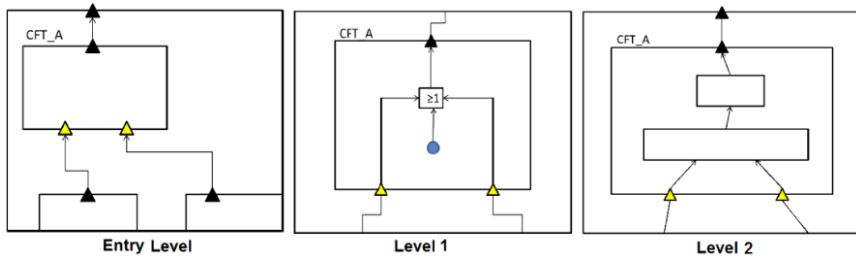 CFT_A
CFT_A
≥1
CFT_A
Entry Level
Level 1
Level 2